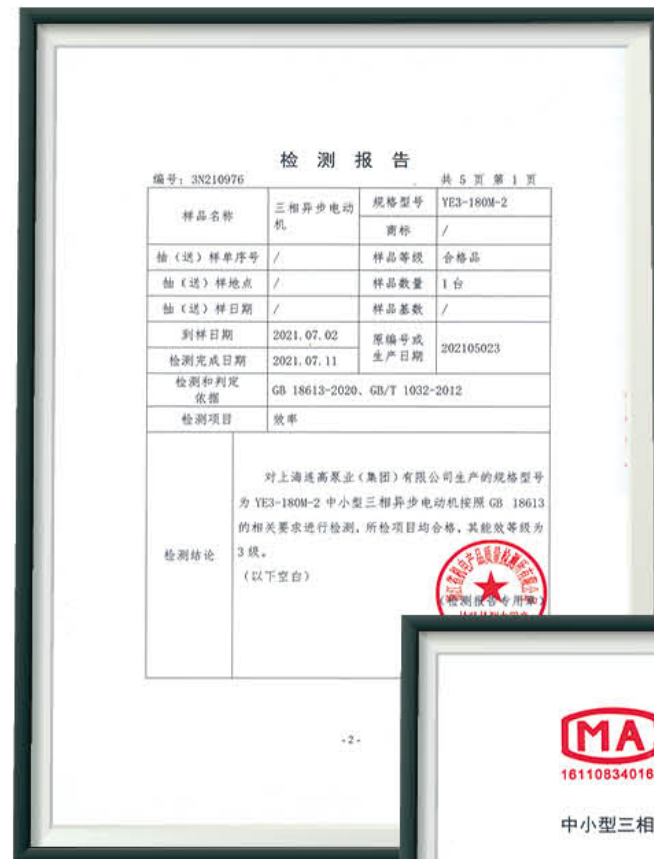 检 测 报 告
编号: 3N210976 共 5 页 第 1 页
样品名称 三相异步电动机 规格型号 YE3-180M-2
商标 /
抽（送）样单序号 / 样品等级 合格品
抽（送）样地点 / 样品数量 1 台
抽（送）样日期 / 样品基数 /
到样日期 2021.07.02 原编号或生产日期 202105023
检测完成日期 2021.07.11
检测和判定依据 GB 18613-2020、GB/T 1032-2012
检测项目 效率
检测结论
对上海连高泵业（集团）有限公司生产的规格型号
为 YE3-180M-2 中小型三相异步电动机按照 GB 18613
的相关要求进行检测，所检项目均合格，其能效等级为
3 级。
（以下空白）
（检测报告专用章）
- 2 -
MA
16110834016
中小型三相